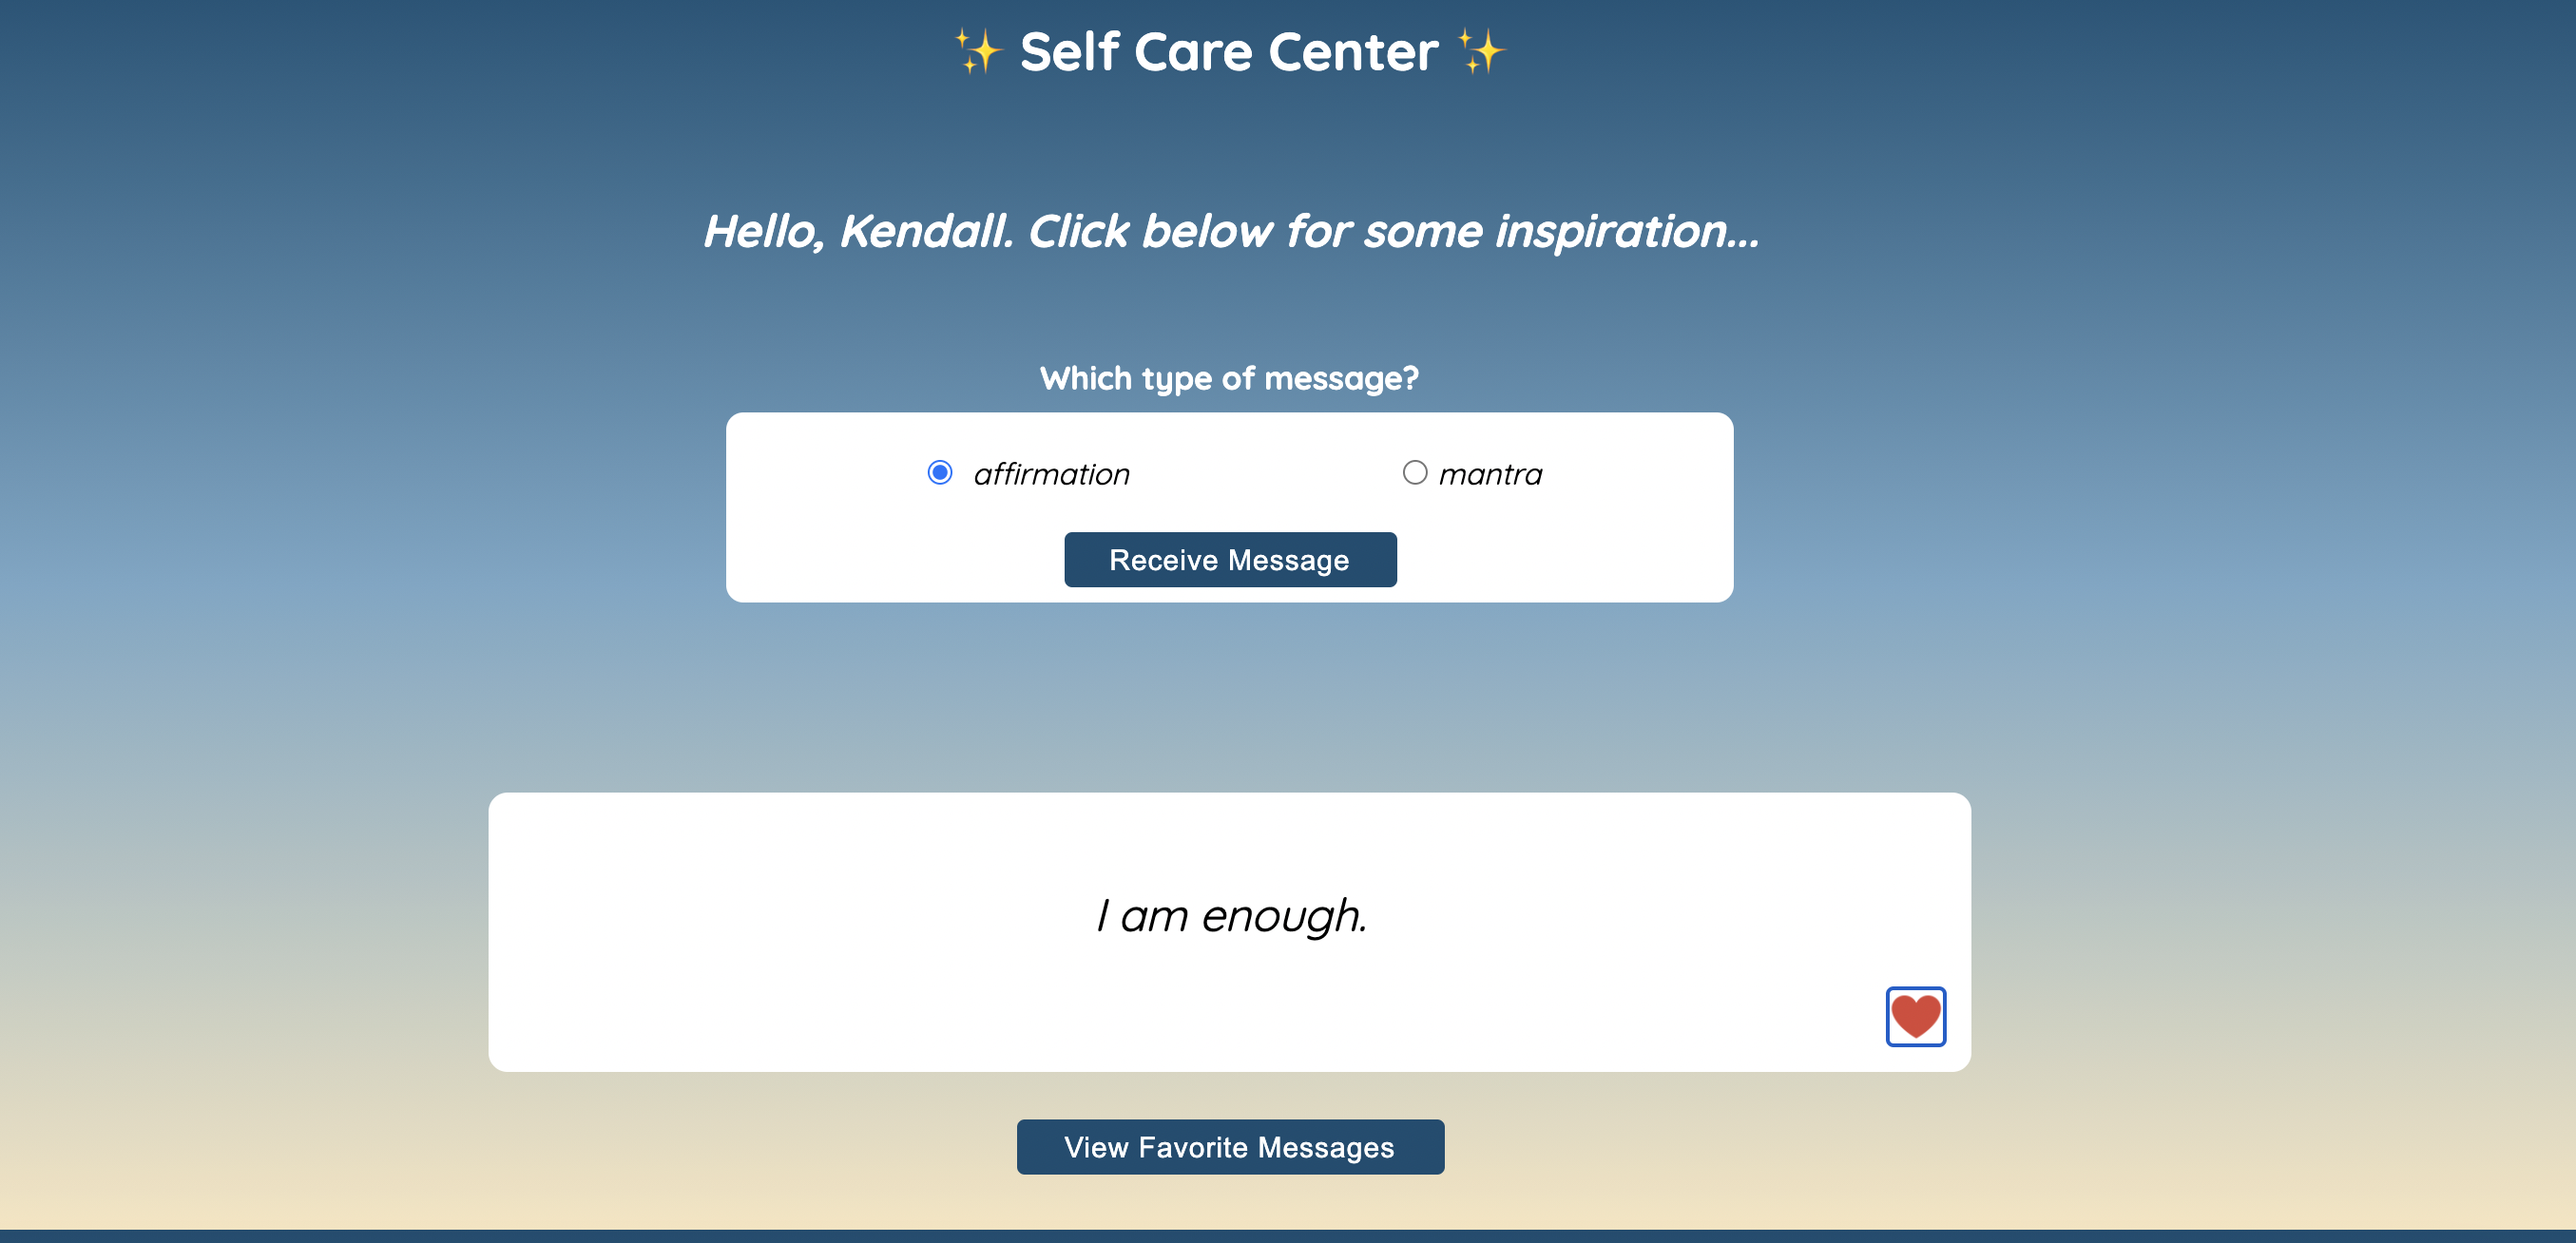 ✨ Self Care Center ✨
Hello, Kendall. Click below for some inspiration...
Which type of message?
affirmation
mantra
Receive Message
I am enough.
View Favorite Messages